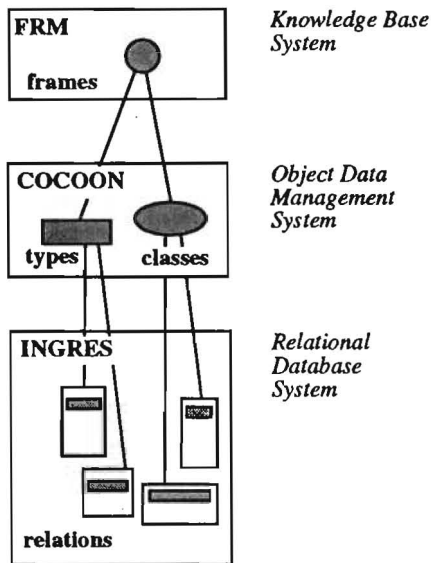 FRM
frames
Knowledge Base
System
COCOON
types
classes
Object Data
Management
System
INGRES
relations
Relational
Database
System